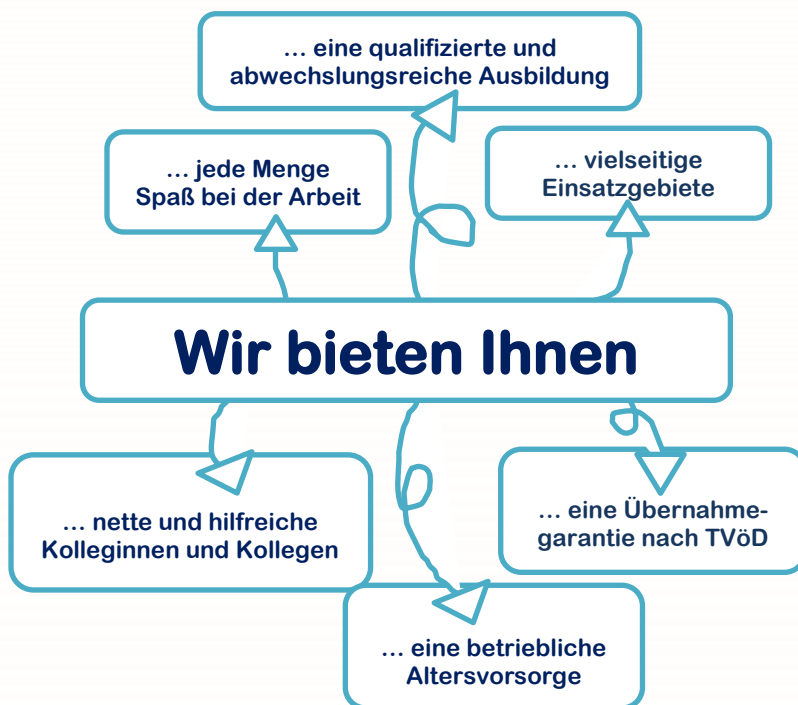 ... eine qualifizierte und
abwechslungsreiche Ausbildung
... jede Menge
Spaß bei der Arbeit
... vielseitige
Einsatzgebiete
Wir bieten Ihnen
... nette und hilfreiche
Kolleginnen und Kollegen
... eine Übernahme-
garantie nach TVöD
... eine betriebliche
Altersvorsorge